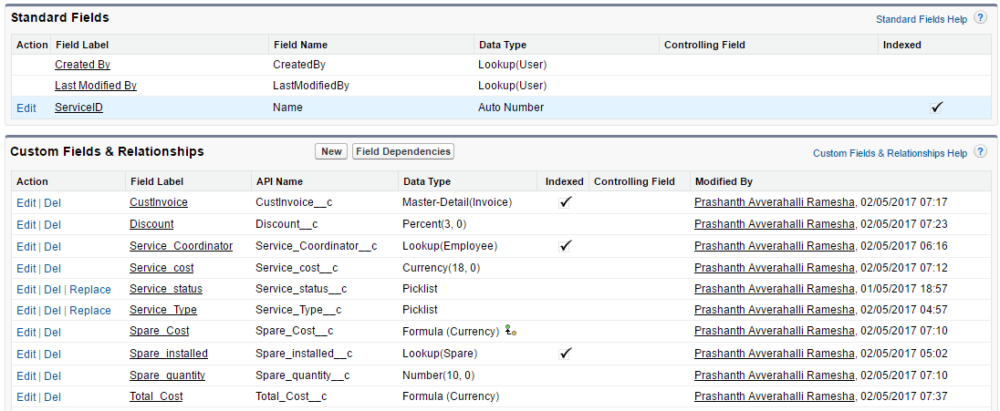 Standard Fields
Standard Fields Help ?
Action Field Label Field Name Data Type Controlling Field Indexed
Created By CreatedBy Lookup(User)
Last Modified By LastModifiedBy Lookup(User)
Edit ServiceID Name Auto Number
Custom Fields & Relationships New Field Dependencies Custom Fields & Relationships Help ?
Action Field Label API Name Data Type Indexed Controlling Field Modified By
Edit | Del CustInvoice CustInvoice__c Master-Detail(Invoice) Prashanth Avverahalli Ramesha, 02/05/2017 07:17
Edit | Del Discount Discount__c Percent(3, 0) Prashanth Avverahalli Ramesha, 02/05/2017 07:23
Edit | Del Service_Coordinator Service_Coordinator__c Lookup(Employee) Prashanth Avverahalli Ramesha, 02/05/2017 06:16
Edit | Del Service_cost Service_cost__c Currency(18, 0) Prashanth Avverahalli Ramesha, 02/05/2017 07:12
Edit | Del | Replace Service_status Service_status__c Picklist Prashanth Avverahalli Ramesha, 01/05/2017 18:57
Edit | Del | Replace Service_Type Service_Type__c Picklist Prashanth Avverahalli Ramesha, 02/05/2017 04:57
Edit | Del Spare_Cost Spare_Cost__c Formula (Currency) Prashanth Avverahalli Ramesha, 02/05/2017 07:10
Edit | Del Spare_installed Spare_installed__c Lookup(Spare) Prashanth Avverahalli Ramesha, 02/05/2017 05:02
Edit | Del Spare_quantity Spare_quantity__c Number(10, 0) Prashanth Avverahalli Ramesha, 02/05/2017 07:10
Edit | Del Total_Cost Total_Cost__c Formula (Currency) Prashanth Avverahalli Ramesha, 02/05/2017 07:37